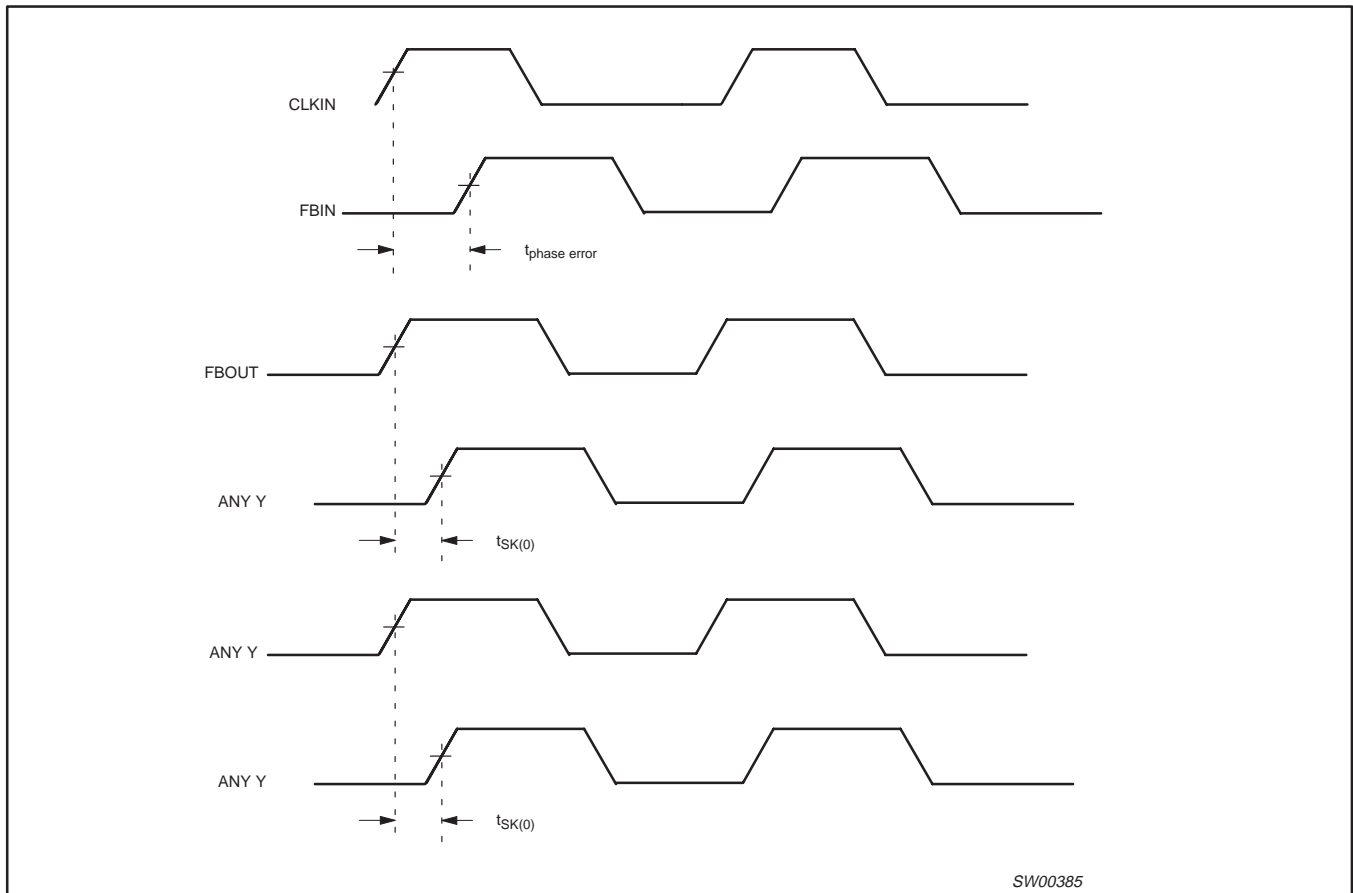 CLKIN
FBIN
tphase error
FBOUT
ANY Y
tSK(0)
ANY Y
ANY Y
tSK(0)
SW00385